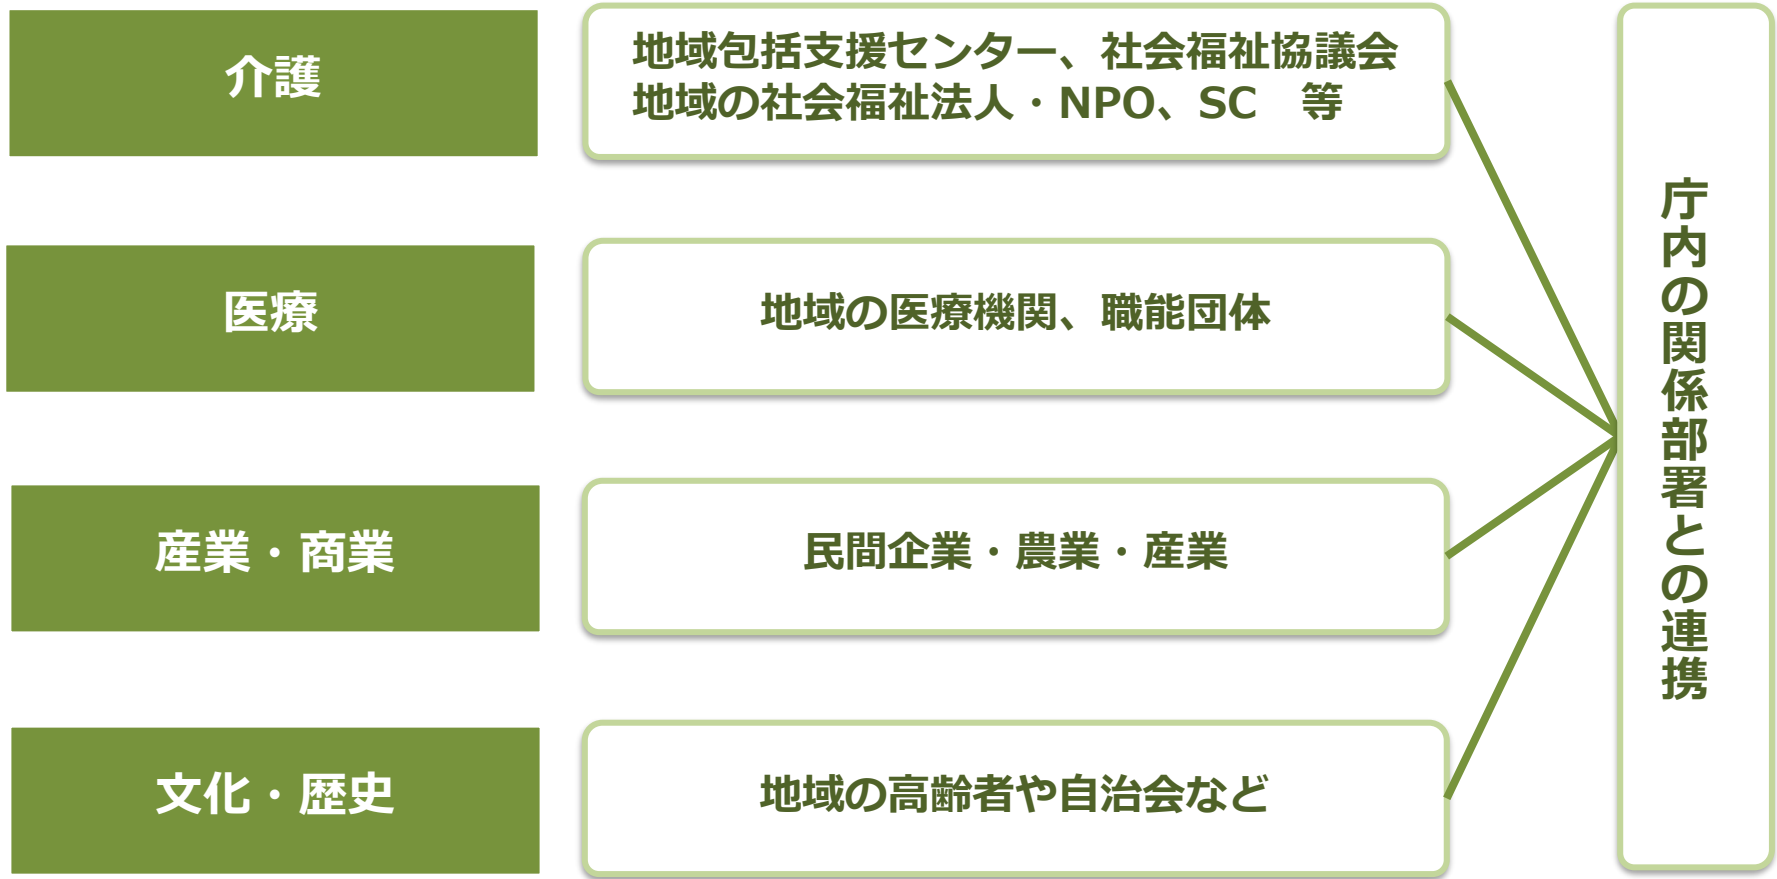 介護
地域包括支援センター、社会福祉協議会
地域の社会福祉法人・NPO、SC　等
医療
地域の医療機関、職能団体
産業・商業
民間企業・農業・産業
文化・歴史
地域の高齢者や自治会など
庁内の関係部署との連携